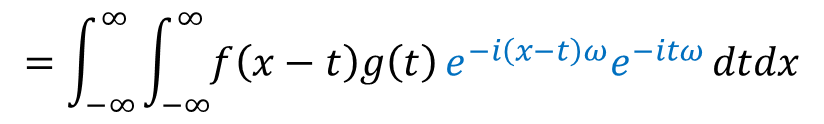 = ∫_{-∞}^{∞} ∫_{-∞}^{∞} f(x − t)g(t) e^{−i(x−t)ω} e^{−itω} dtdx